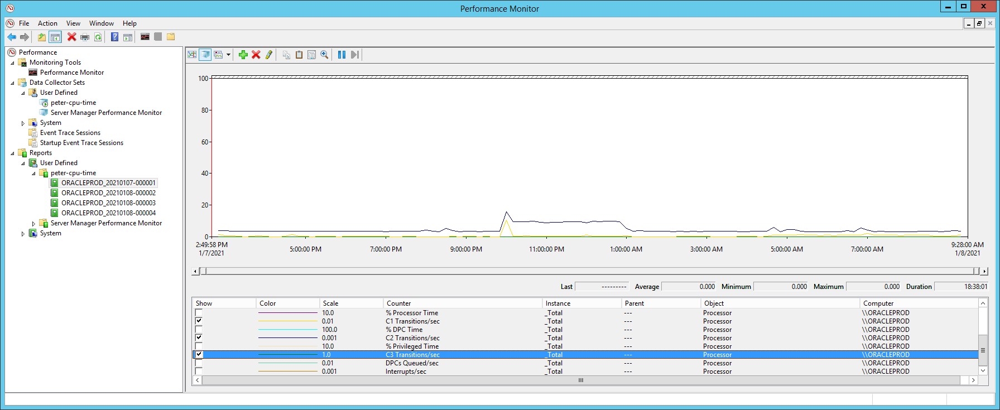 Performance Monitor
File Action View Window Help
Performance
Monitoring Tools
Performance Monitor
Data Collector Sets
User Defined
peter-cpu-time
Server Manager Performance Monitor
System
Event Trace Sessions
Startup Event Trace Sessions
Reports
User Defined
peter-cpu-time
ORACLEPROD_20210107-000001
ORACLEPROD_20210108-000002
ORACLEPROD_20210108-000003
ORACLEPROD_20210108-000004
Server Manager Performance Monitor
System
100
80
60
40
20
0
2:49:58 PM 5:00:00 PM 7:00:00 PM 9:00:00 PM 11:00:00 PM 1:00:00 AM 3:00:00 AM 5:00:00 AM 7:00:00 AM 9:28:00 AM
1/7/2021 1/8/2021
Last --------- Average 0.000 Minimum 0.000 Maximum 0.000 Duration 18:38:01
Show Color Scale Counter Instance Parent Object Computer
10.0 % Processor Time _Total --- Processor \\ORACLEPROD
0.01 C1 Transitions/sec _Total --- Processor \\ORACLEPROD
100.0 % DPC Time _Total --- Processor \\ORACLEPROD
0.001 C2 Transitions/sec _Total --- Processor \\ORACLEPROD
10.0 % Privileged Time _Total --- Processor \\ORACLEPROD
1.0 C3 Transitions/sec _Total --- Processor \\ORACLEPROD
0.01 DPCs Queued/sec _Total --- Processor \\ORACLEPROD
0.001 Interrupts/sec _Total --- Processor \\ORACLEPROD